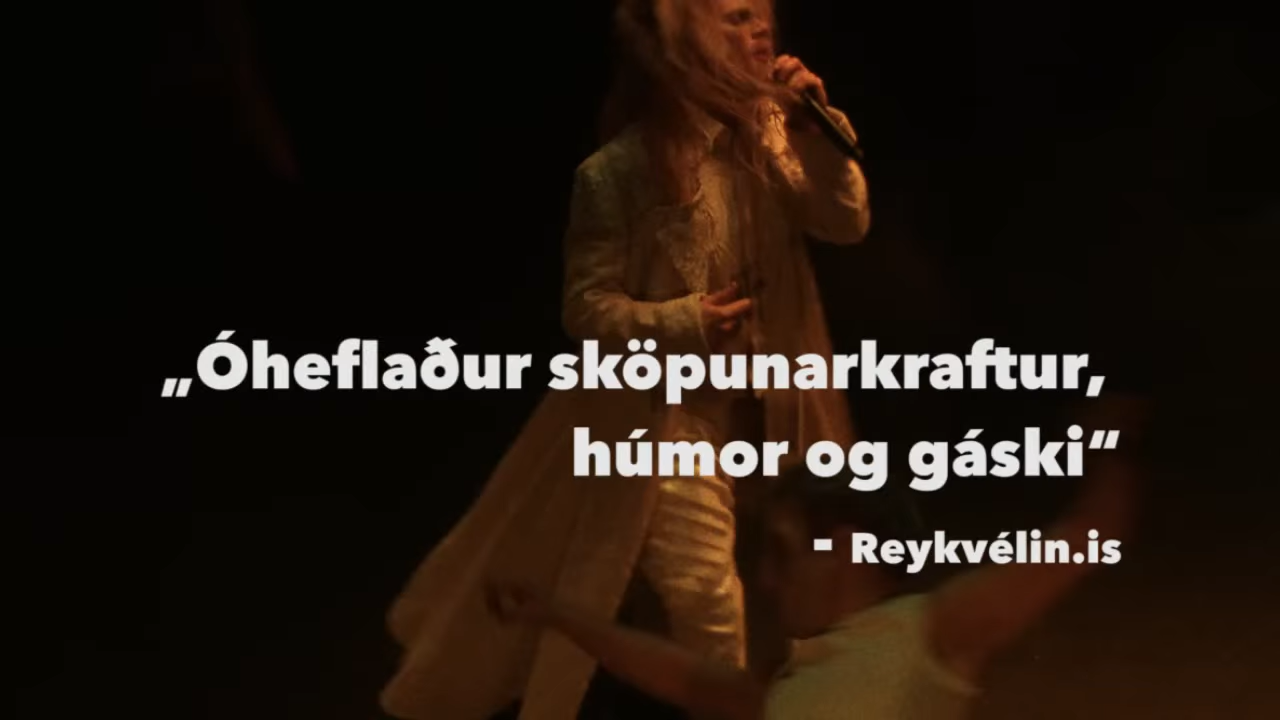 „Óheflaður sköpunarkraftur,
húmor og gáski“
- Reykvélin.is